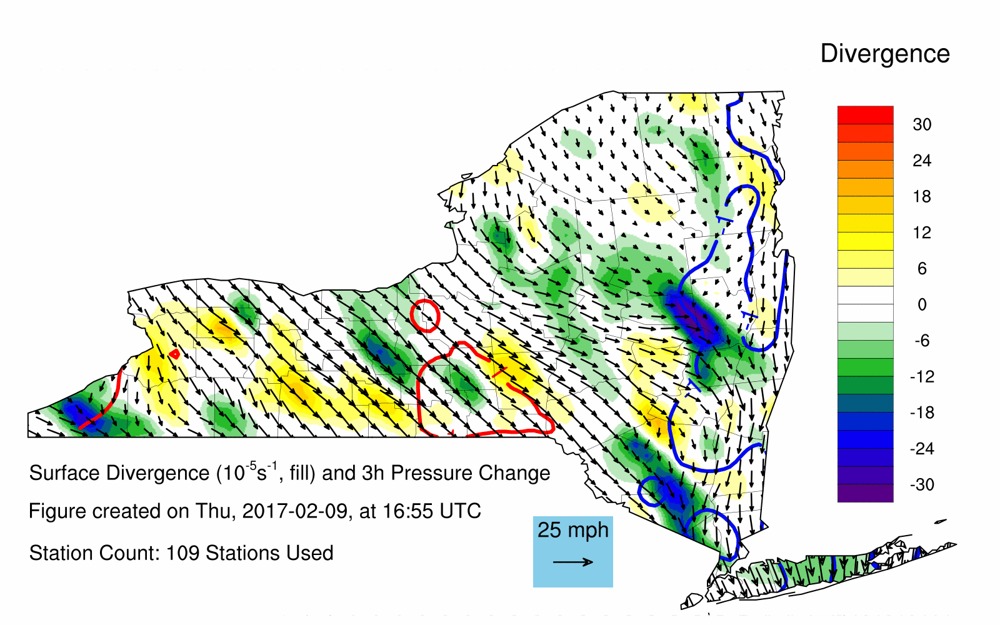 Divergence
30
24
18
12
6
0
-6
-12
-18
-24
-30
Surface Divergence (10-5s-1, fill) and 3h Pressure Change
Figure created on Thu, 2017-02-09, at 16:55 UTC
Station Count: 109 Stations Used
25 mph